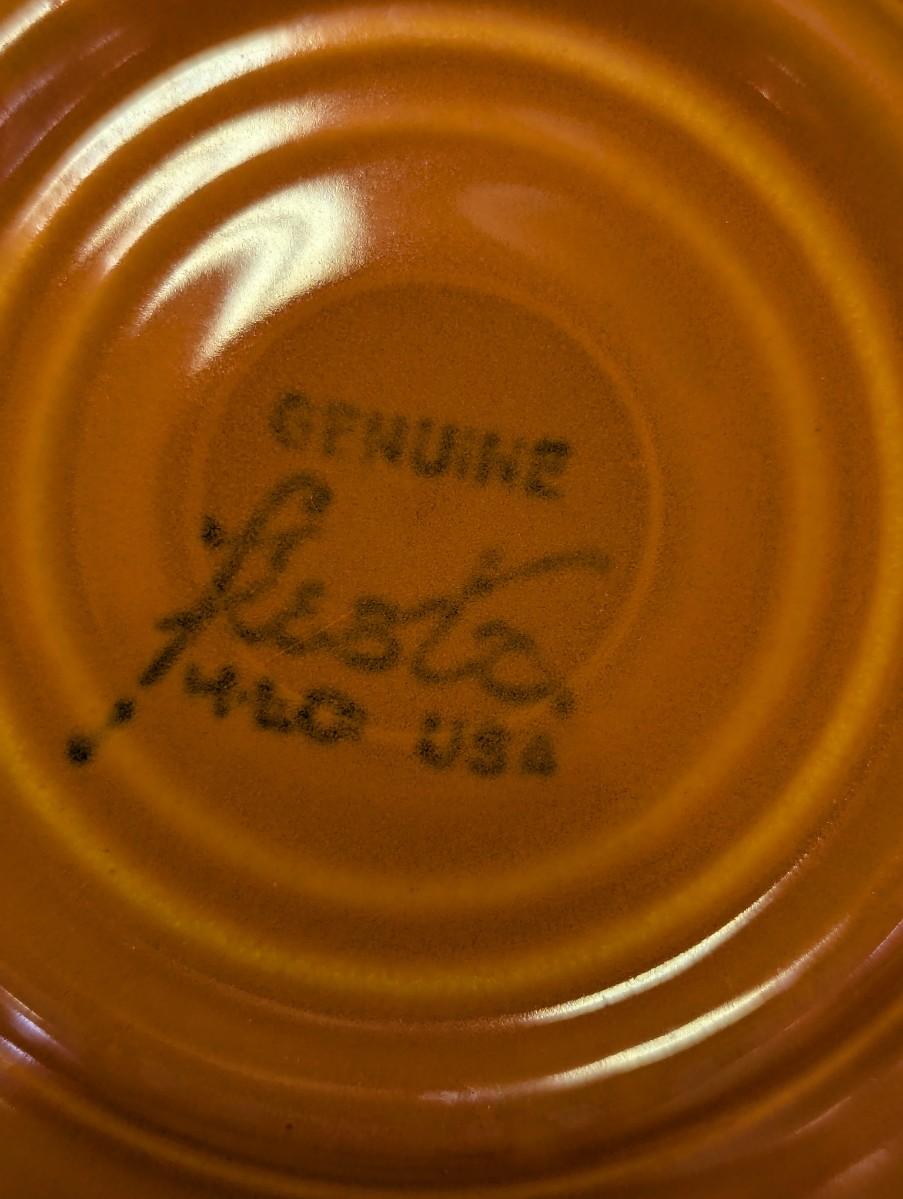 GENUINE
fiesta
HLC USA